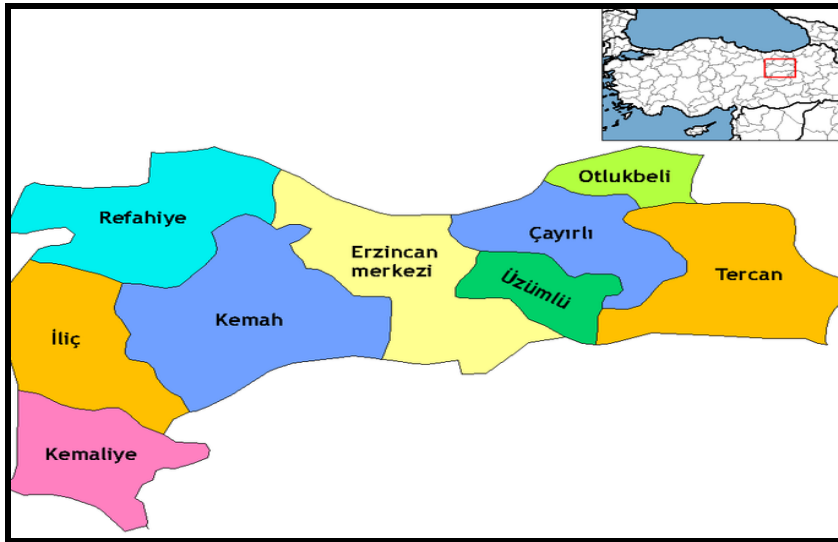 Otlukbeli
Refahiye
Çayırlı
Erzincan
merkezi
Tercan
Üzümlü
Kemah
İliç
Kemaliye